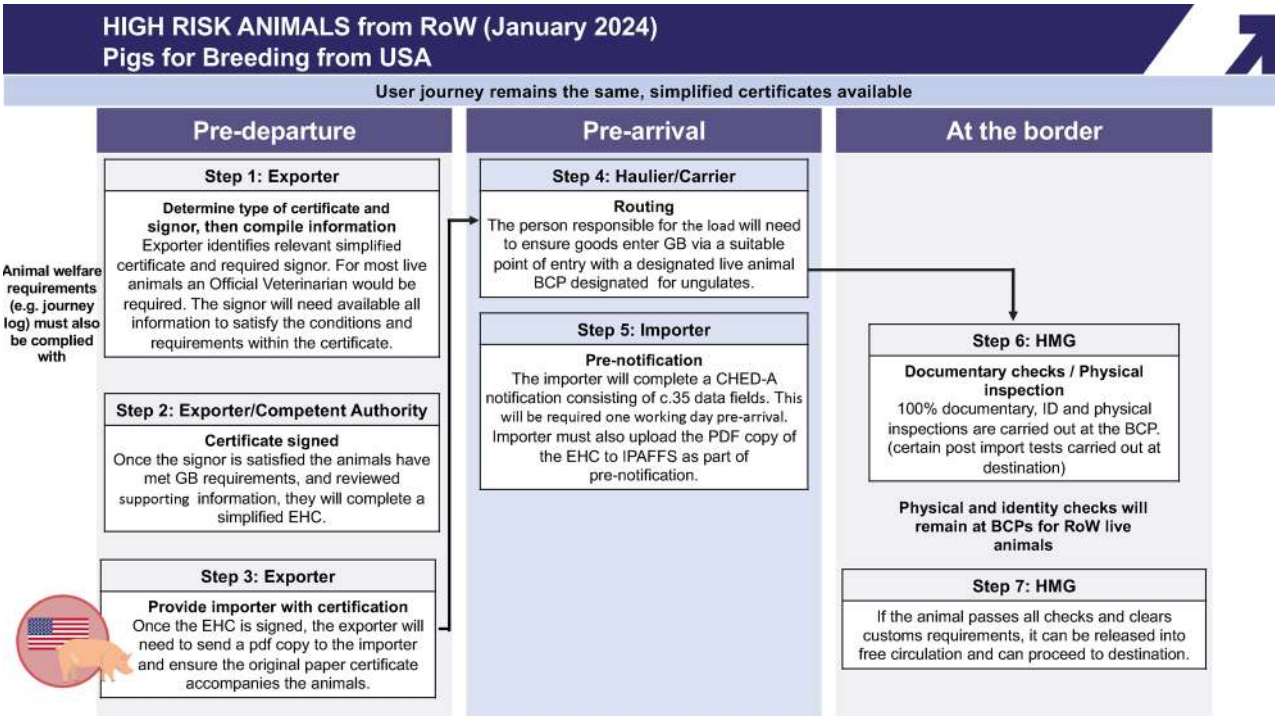 HIGH RISK ANIMALS from RoW (January 2024)
Pigs for Breeding from USA
User journey remains the same, simplified certificates available
Pre-departure
Animal welfare
requirements
(e.g. journey
log) must also
be complied
with
Step 1: Exporter
Determine type of certificate and
signor, then compile information
Exporter identifies relevant simplified
certificate and required signor. For most live
animals an Official Veterinarian would be
required. The signor will need available all
information to satisfy the conditions and
requirements within the certificate.
Step 2: Exporter/Competent Authority
Certificate signed
Once the signor is satisfied the animals have
met GB requirements, and reviewed
supporting information, they will complete a
simplified EHC.
Step 3: Exporter
Provide importer with certification
Once the EHC is signed, the exporter will
need to send a pdf copy to the importer
and ensure the original paper certificate
accompanies the animals.
Pre-arrival
Step 4: Haulier/Carrier
Routing
The person responsible for the load will need
to ensure goods enter GB via a suitable
point of entry with a designated live animal
BCP designated for ungulates.
Step 5: Importer
Pre-notification
The importer will complete a CHED-A
notification consisting of c.35 data fields. This
will be required one working day pre-arrival.
Importer must also upload the PDF copy of
the EHC to IPAFFS as part of
pre-notification.
At the border
Step 6: HMG
Documentary checks / Physical
inspection
100% documentary, ID and physical
inspections are carried out at the BCP.
(certain post import tests carried out at
destination)
Physical and identity checks will
remain at BCPs for RoW live
animals
Step 7: HMG
If the animal passes all checks and clears
customs requirements, it can be released into
free circulation and can proceed to destination.